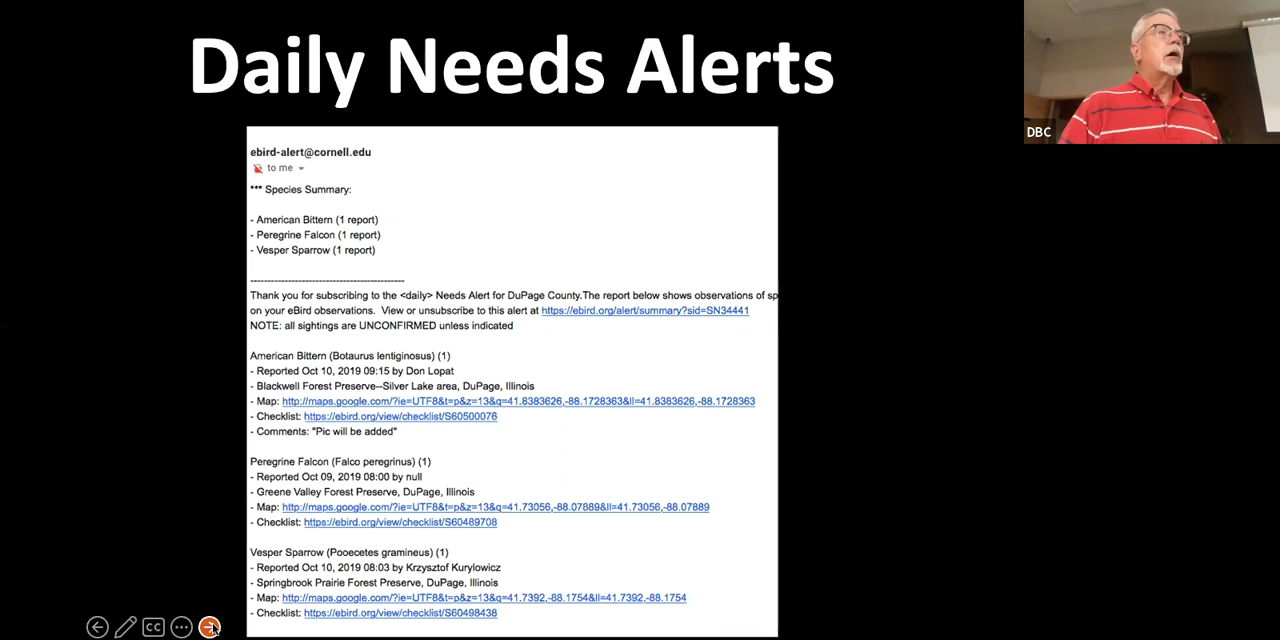 Daily Needs Alerts
DBC
ebird-alert@cornell.edu
to me
*** Species Summary:
- American Bittern (1 report)
- Peregrine Falcon (1 report)
- Vesper Sparrow (1 report)
---------------------------------------------
Thank you for subscribing to the <daily> Needs Alert for DuPage County.The report below shows observations of sp
on your eBird observations.  View or unsubscribe to this alert at https://ebird.org/alert/summary?sid=SN34441
NOTE: all sightings are UNCONFIRMED unless indicated
American Bittern (Botaurus lentiginosus) (1)
- Reported Oct 10, 2019 09:15 by Don Lopat
- Blackwell Forest Preserve--Silver Lake area, DuPage, Illinois
- Map: http://maps.google.com/?ie=UTF8&t=p&z=13&q=41.8383626,-88.1728363&ll=41.8383626,-88.1728363
- Checklist: https://ebird.org/view/checklist/S60500076
- Comments: "Pic will be added"
Peregrine Falcon (Falco peregrinus) (1)
- Reported Oct 09, 2019 08:00 by null
- Greene Valley Forest Preserve, DuPage, Illinois
- Map: http://maps.google.com/?ie=UTF8&t=p&z=13&q=41.73056,-88.07889&ll=41.73056,-88.07889
- Checklist: https://ebird.org/view/checklist/S60489708
Vesper Sparrow (Pooecetes gramineus) (1)
- Reported Oct 10, 2019 08:03 by Krzysztof Kurylowicz
- Springbrook Prairie Forest Preserve, DuPage, Illinois
- Map: http://maps.google.com/?ie=UTF8&t=p&z=13&q=41.7392,-88.1754&ll=41.7392,-88.1754
- Checklist: https://ebird.org/view/checklist/S60498438
CC